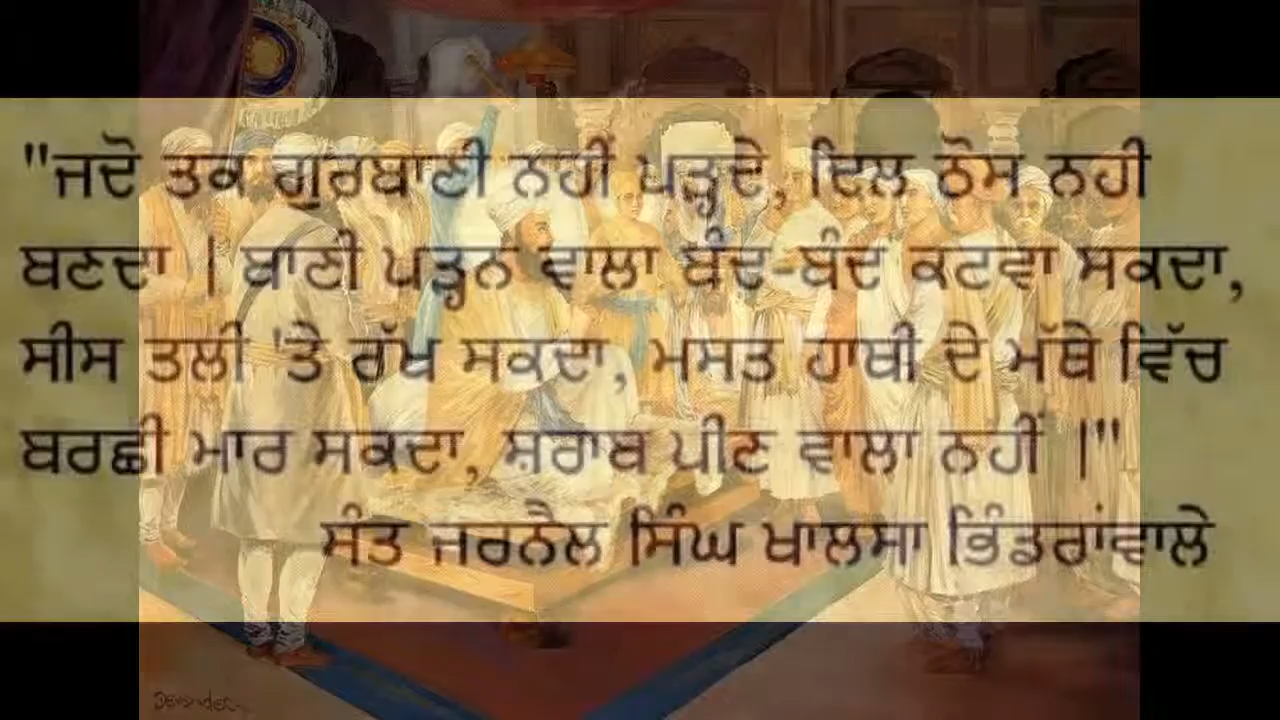 "ਜਦੋ ਤਕ ਗੁਰਬਾਣੀ ਨਹੀਂ ਪੜ੍ਹਦੇ, ਦਿਲ ਠੋਸ ਨਹੀ
ਬਣਦਾ | ਬਾਣੀ ਪੜ੍ਹਨ ਵਾਲਾ ਬੰਦ-ਬੰਦ ਕਟਵਾ ਸਕਦਾ,
ਸੀਸ ਤਲੀ 'ਤੇ ਰੱਖ ਸਕਦਾ, ਮਸਤ ਹਾਥੀ ਦੇ ਮੱਥੇ ਵਿੱਚ
ਬਰਛੀ ਮਾਰ ਸਕਦਾ, ਸ਼ਰਾਬ ਪੀਣ ਵਾਲਾ ਨਹੀਂ |"
ਸੰਤ ਜਰਨੈਲ ਸਿੰਘ ਖਾਲਸਾ ਭਿੰਡਰਾਂਵਾਲੇ